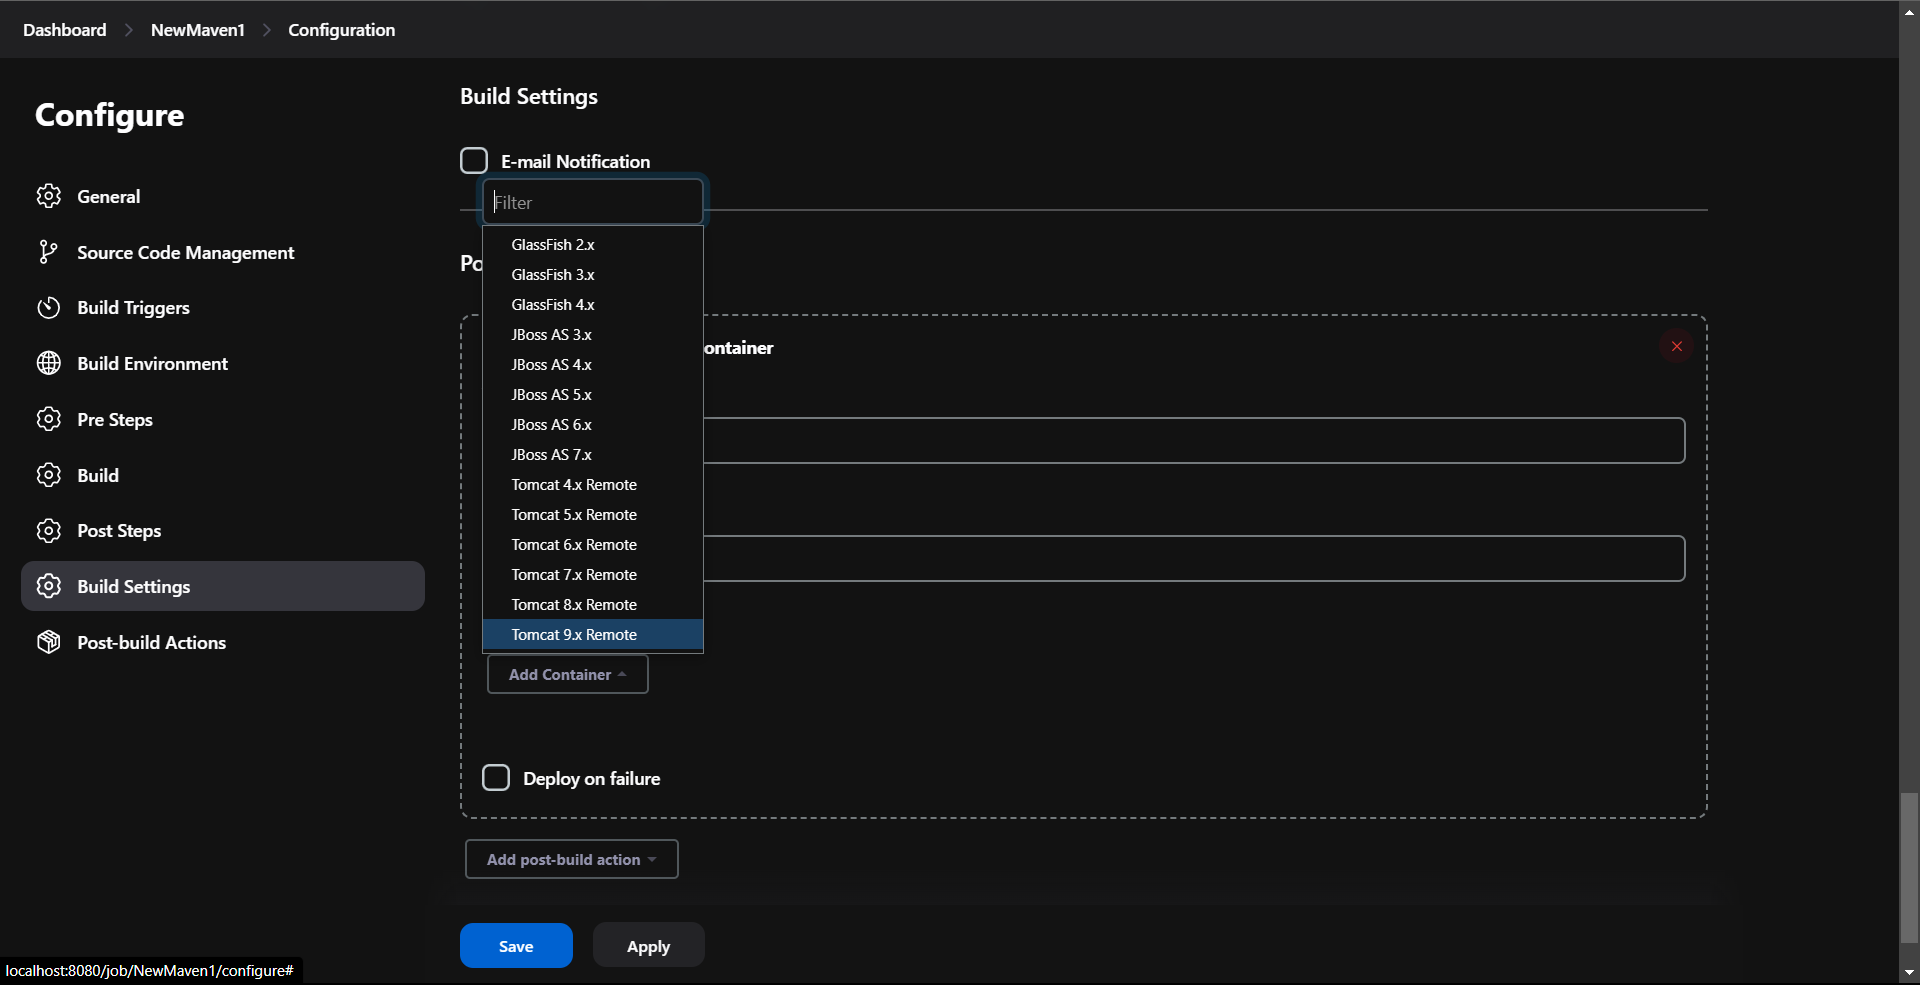 Dashboard
NewMaven1
Configuration
Configure
General
Source Code Management
Build Triggers
Build Environment
Pre Steps
Build
Post Steps
Build Settings
Post-build Actions
Build Settings
E-mail Notification
Filter
Po
ontainer
GlassFish 2.x
GlassFish 3.x
GlassFish 4.x
JBoss AS 3.x
JBoss AS 4.x
JBoss AS 5.x
JBoss AS 6.x
JBoss AS 7.x
Tomcat 4.x Remote
Tomcat 5.x Remote
Tomcat 6.x Remote
Tomcat 7.x Remote
Tomcat 8.x Remote
Tomcat 9.x Remote
Add Container
Deploy on failure
Add post-build action
Save
Apply
localhost:8080/job/NewMaven1/configure#